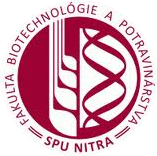 FAKULTA BIOTECHNOLÓGIE A POTRAVINÁRSTVA
SPU NITRA